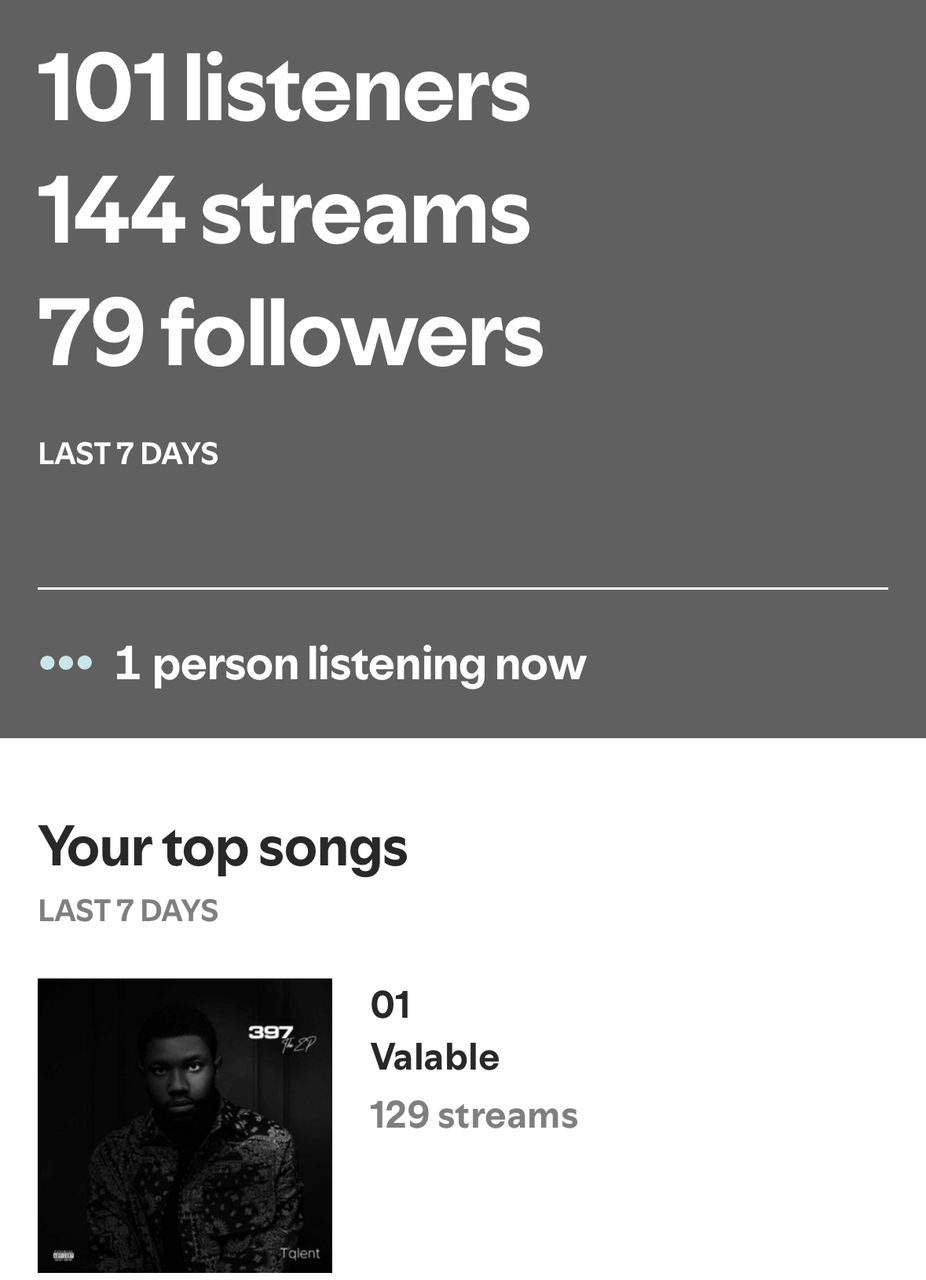 101 listeners
144 streams
79 followers
LAST 7 DAYS
1 person listening now
Your top songs
LAST 7 DAYS
397
The EP
01
Valable
129 streams
Tqlent